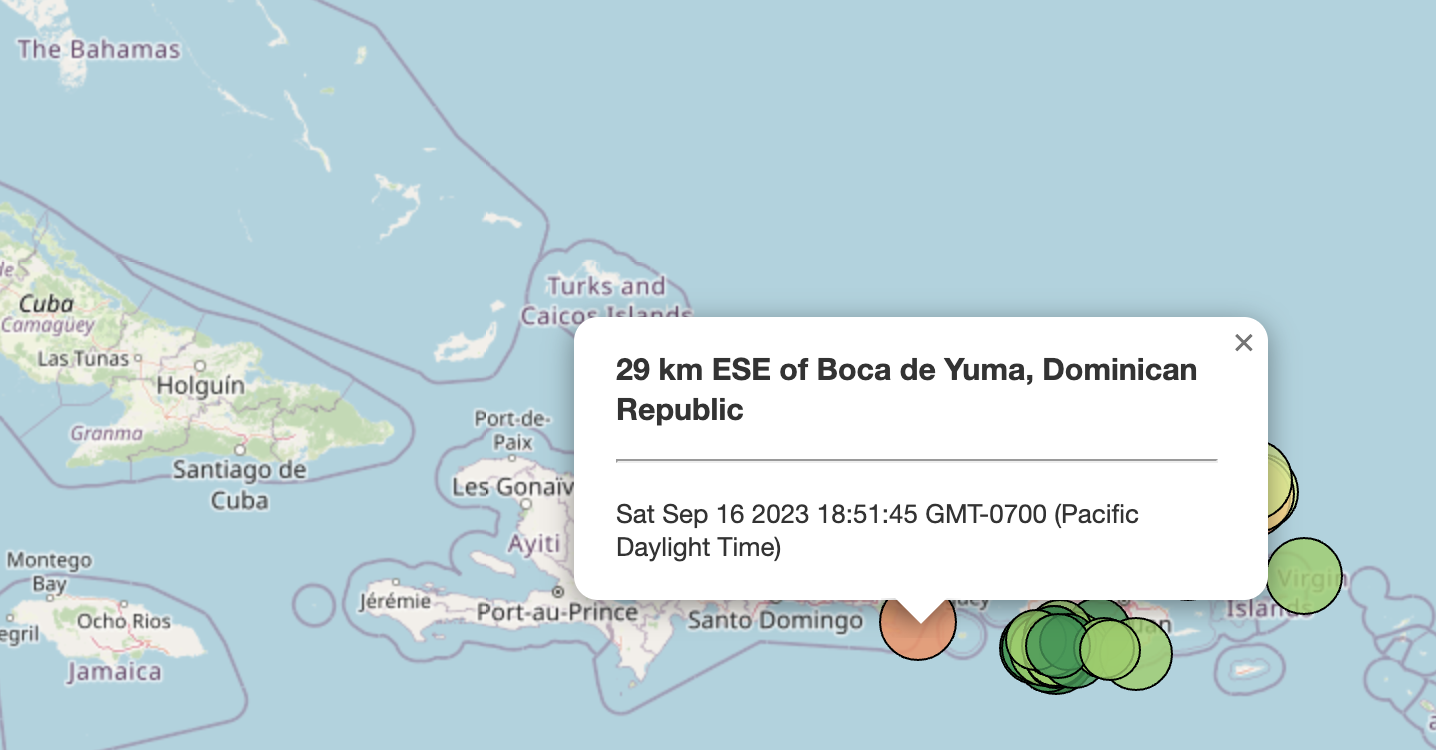 The Bahamas
Turks and
Caicos Islands
de
Cuba
Camagüey
Las Tunas
Holguín
Granma
Santiago de
Cuba
Port-de-
Paix
Les Gonaïv
Ayiti
Montego
Bay
egril
Ocho Rios
Jamaica
Jérémie
Port-au-Prince
Santo Domingo
×
29 km ESE of Boca de Yuma, Dominican
Republic
Sat Sep 16 2023 18:51:45 GMT-0700 (Pacific
Daylight Time)
Virgin
Islands